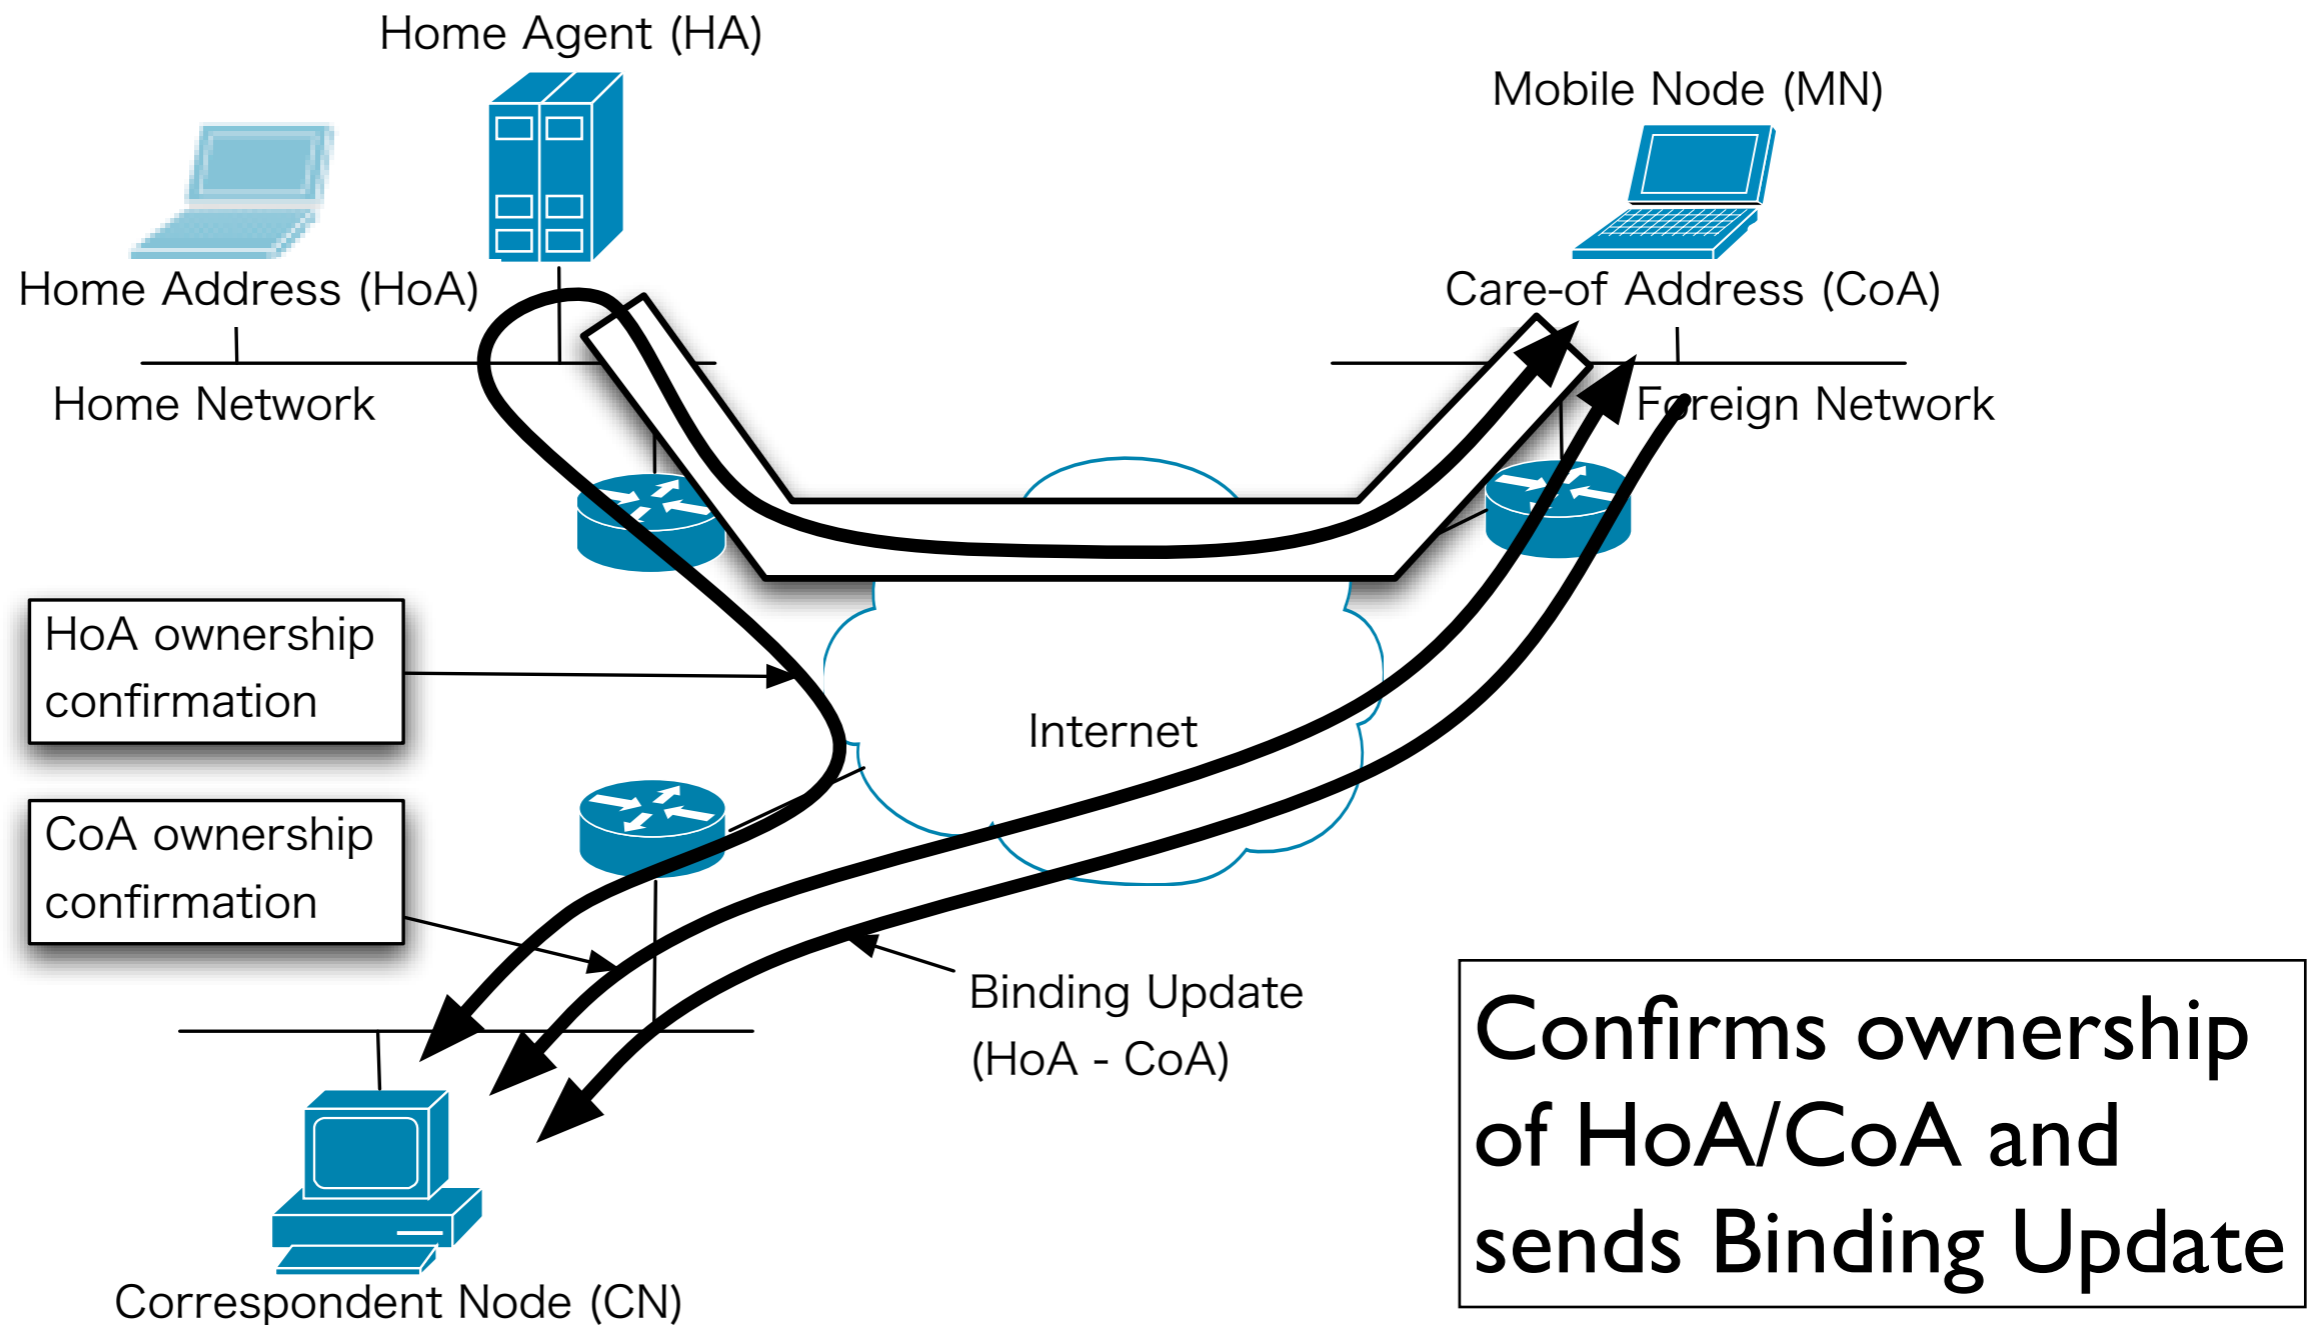 Home Agent (HA)
Mobile Node (MN)
Home Address (HoA)
Care-of Address (CoA)
Home Network
Foreign Network
HoA ownership
confirmation
Internet
CoA ownership
confirmation
Binding Update
(HoA - CoA)
Confirms ownership
of HoA/CoA and
sends Binding Update
Correspondent Node (CN)